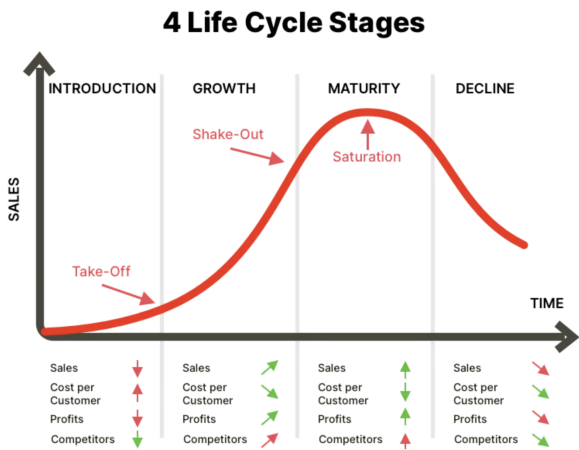 4 Life Cycle Stages
INTRODUCTION
GROWTH
MATURITY
DECLINE
Shake-Out
Saturation
SALES
Take-Off
TIME
Sales
Cost per
Customer
Profits
Competitors
Sales
Cost per
Customer
Profits
Competitors
Sales
Cost per
Customer
Profits
Competitors
Sales
Cost per
Customer
Profits
Competitors